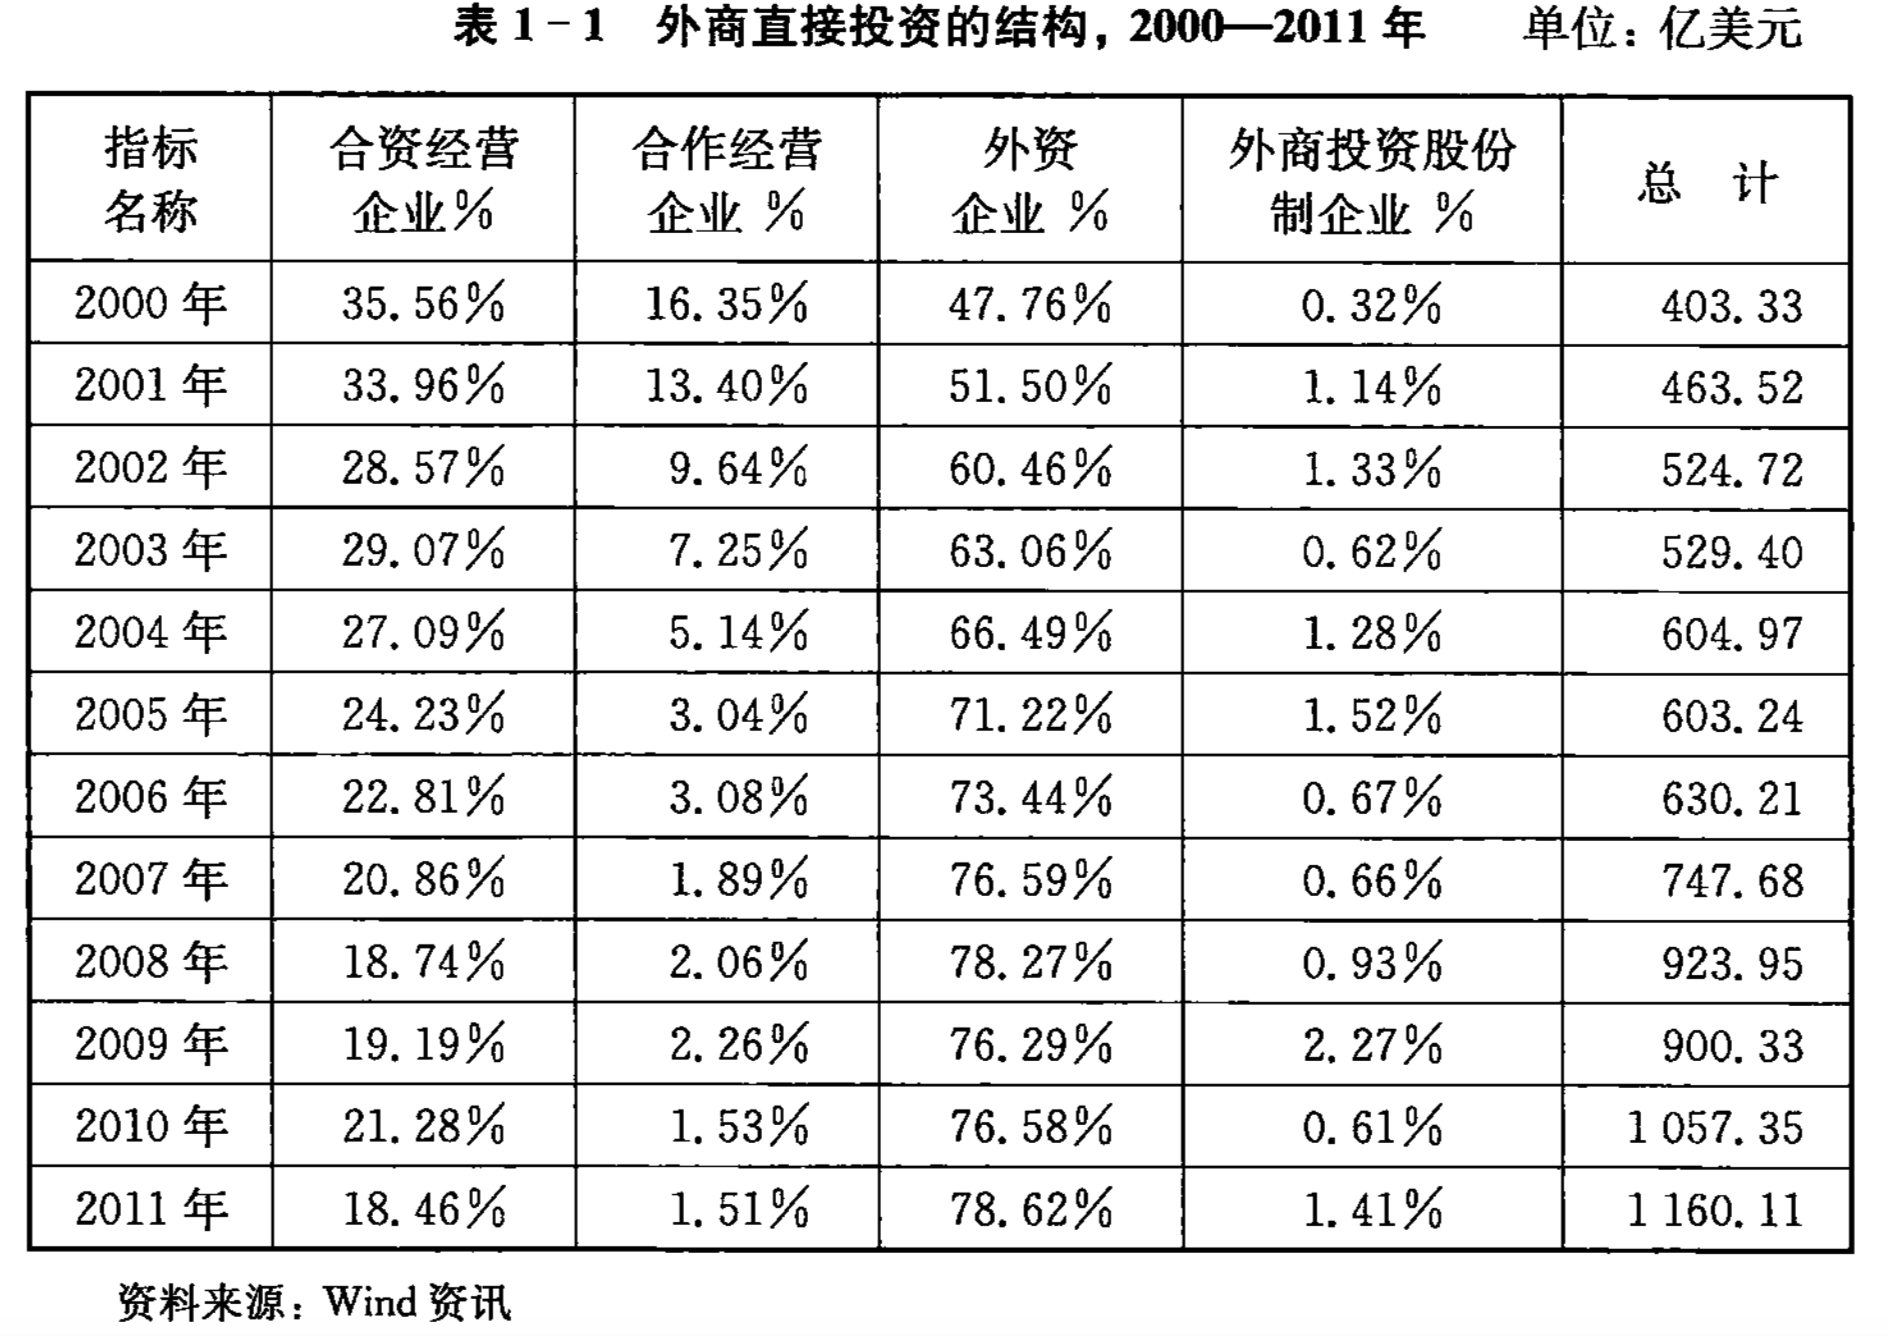 表 1-1 外商直接投资的结构，2000—2011 年 单位：亿美元
指标名称 合资经营企业% 合作经营企业 % 外资企业 % 外商投资股份制企业 % 总 计
2000 年 35.56% 16.35% 47.76% 0.32% 403.33
2001 年 33.96% 13.40% 51.50% 1.14% 463.52
2002 年 28.57% 9.64% 60.46% 1.33% 524.72
2003 年 29.07% 7.25% 63.06% 0.62% 529.40
2004 年 27.09% 5.14% 66.49% 1.28% 604.97
2005 年 24.23% 3.04% 71.22% 1.52% 603.24
2006 年 22.81% 3.08% 73.44% 0.67% 630.21
2007 年 20.86% 1.89% 76.59% 0.66% 747.68
2008 年 18.74% 2.06% 78.27% 0.93% 923.95
2009 年 19.19% 2.26% 76.29% 2.27% 900.33
2010 年 21.28% 1.53% 76.58% 0.61% 1 057.35
2011 年 18.46% 1.51% 78.62% 1.41% 1 160.11
资料来源：Wind 资讯